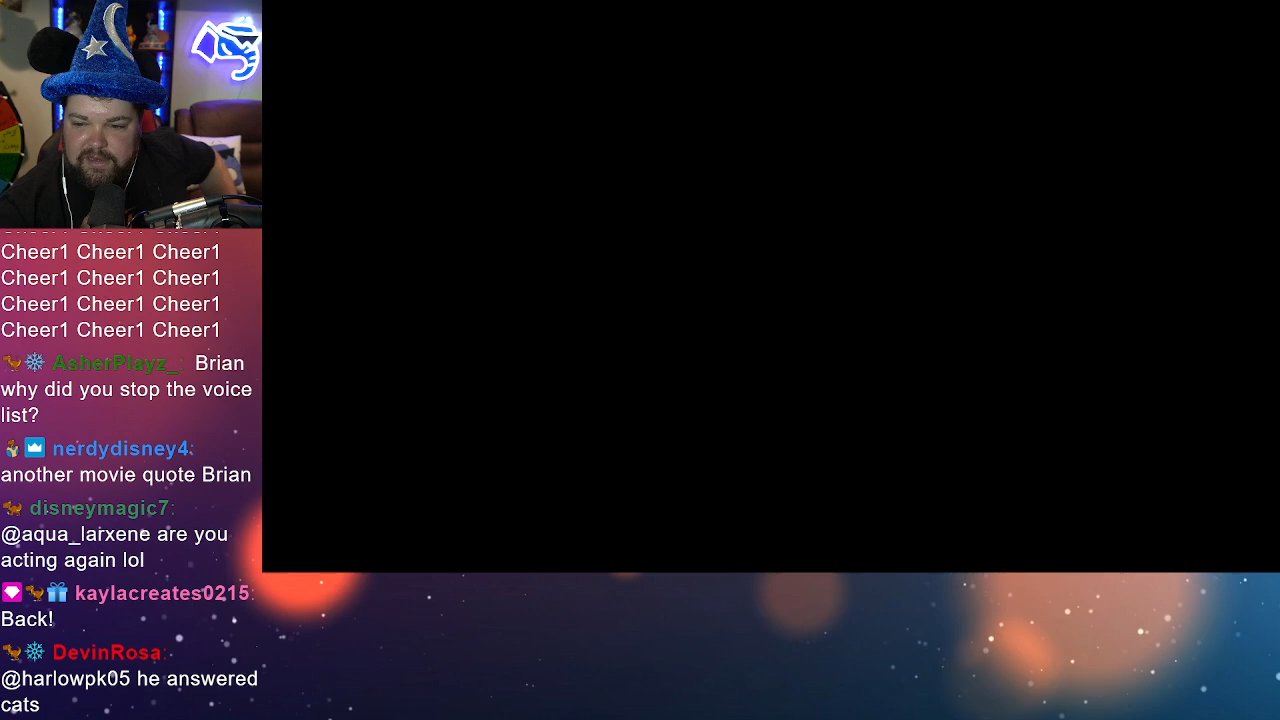 Cheer1 Cheer1 Cheer1
Cheer1 Cheer1 Cheer1
Cheer1 Cheer1 Cheer1
Cheer1 Cheer1 Cheer1
AsherPlayz_: Brian
why did you stop the voice
list?
nerdydisney4:
another movie quote Brian
disneymagic7:
@aqua_larxene are you
acting again lol
kaylacreates0215:
Back!
DevinRosa:
@harlowpk05 he answered
cats